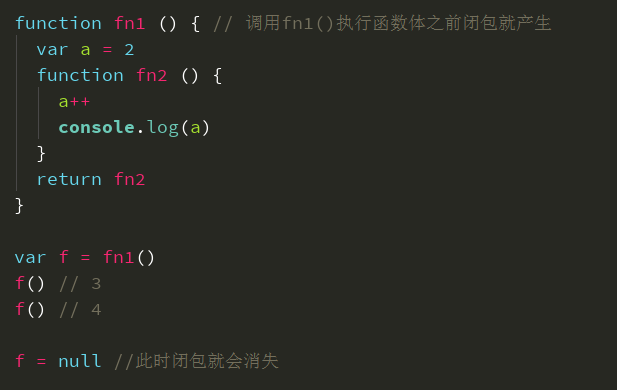 function fn1 () { // 调用fn1()执行函数体之前闭包就产生
  var a = 2
  function fn2 () {
    a++
    console.log(a)
  }
  return fn2
}

var f = fn1()
f() // 3
f() // 4

f = null //此时闭包就会消失